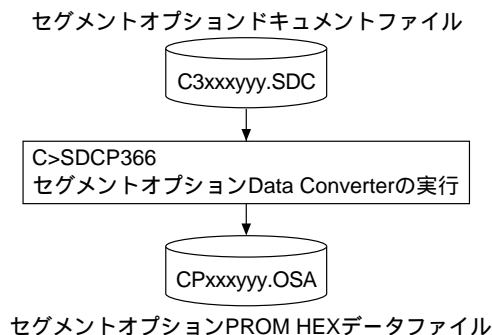 セグメントオプションドキュメントファイル
C3xxxyyy.SDC
C>SDCP366
セグメントオプションData Converterの実行
CPxxxyyy.OSA
セグメントオプションPROM HEXデータファイル